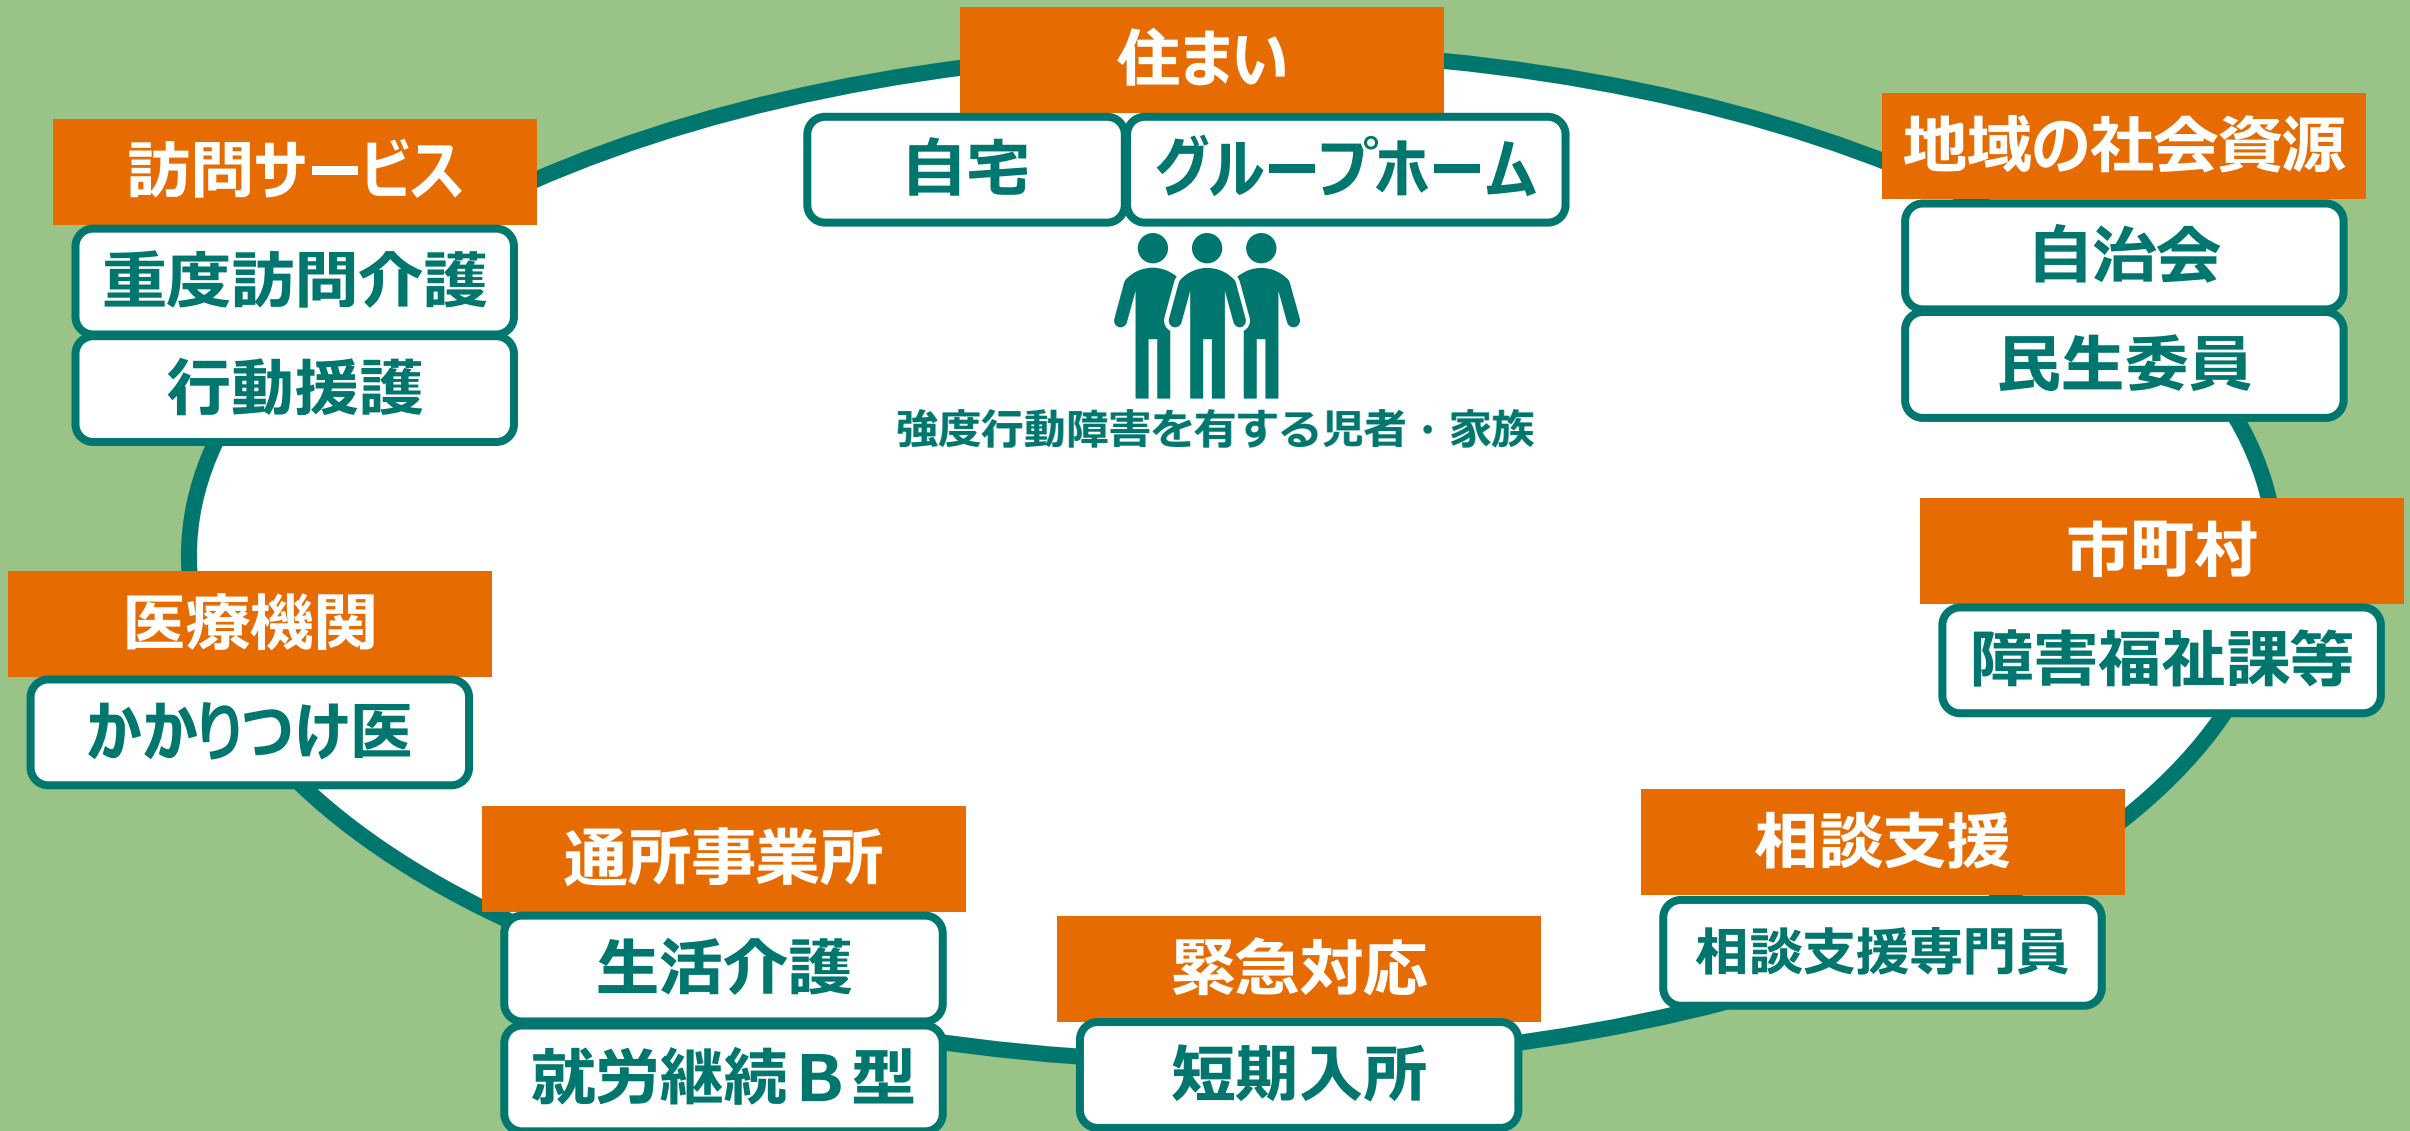 住まい
自宅
グループホーム
強度行動障害を有する児者・家族
訪問サービス
重度訪問介護
行動援護
地域の社会資源
自治会
民生委員
市町村
障害福祉課等
医療機関
かかりつけ医
相談支援
相談支援専門員
通所事業所
生活介護
就労継続Ｂ型
緊急対応
短期入所